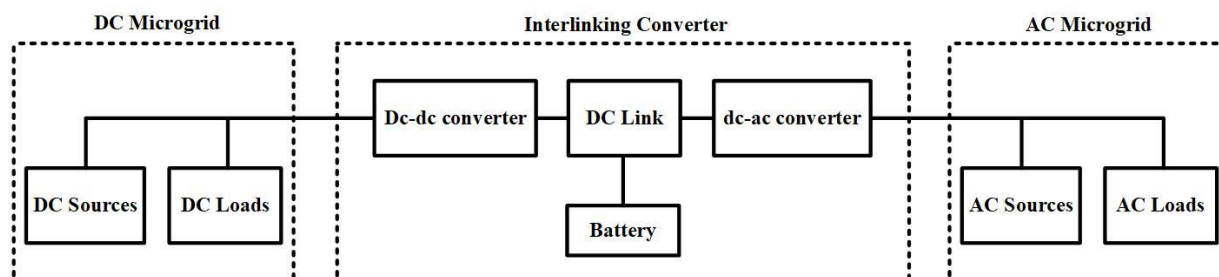 DC Microgrid
Interlinking Converter
AC Microgrid
Dc-dc converter
DC Link
dc-ac converter
DC Sources
DC Loads
Battery
AC Sources
AC Loads